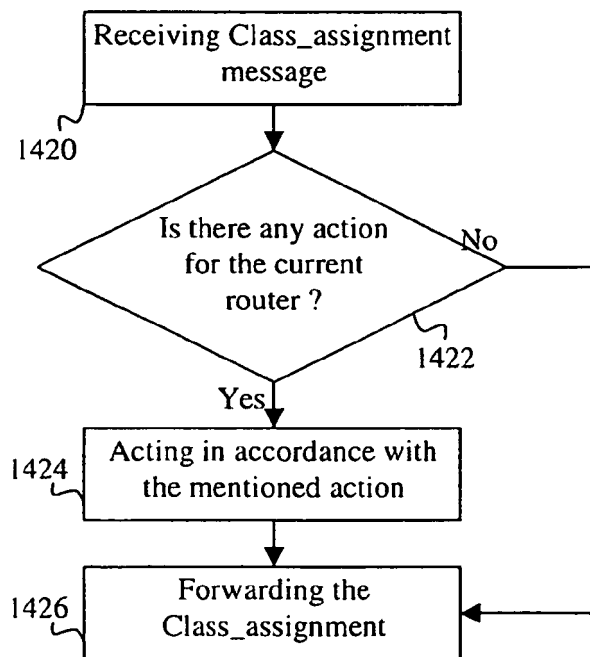 Receiving Class_assignment
message
1420
Is there any action
for the current
router ?
No
1422
Yes
Acting in accordance with
the mentioned action
1424
Forwarding the
Class_assignment
1426